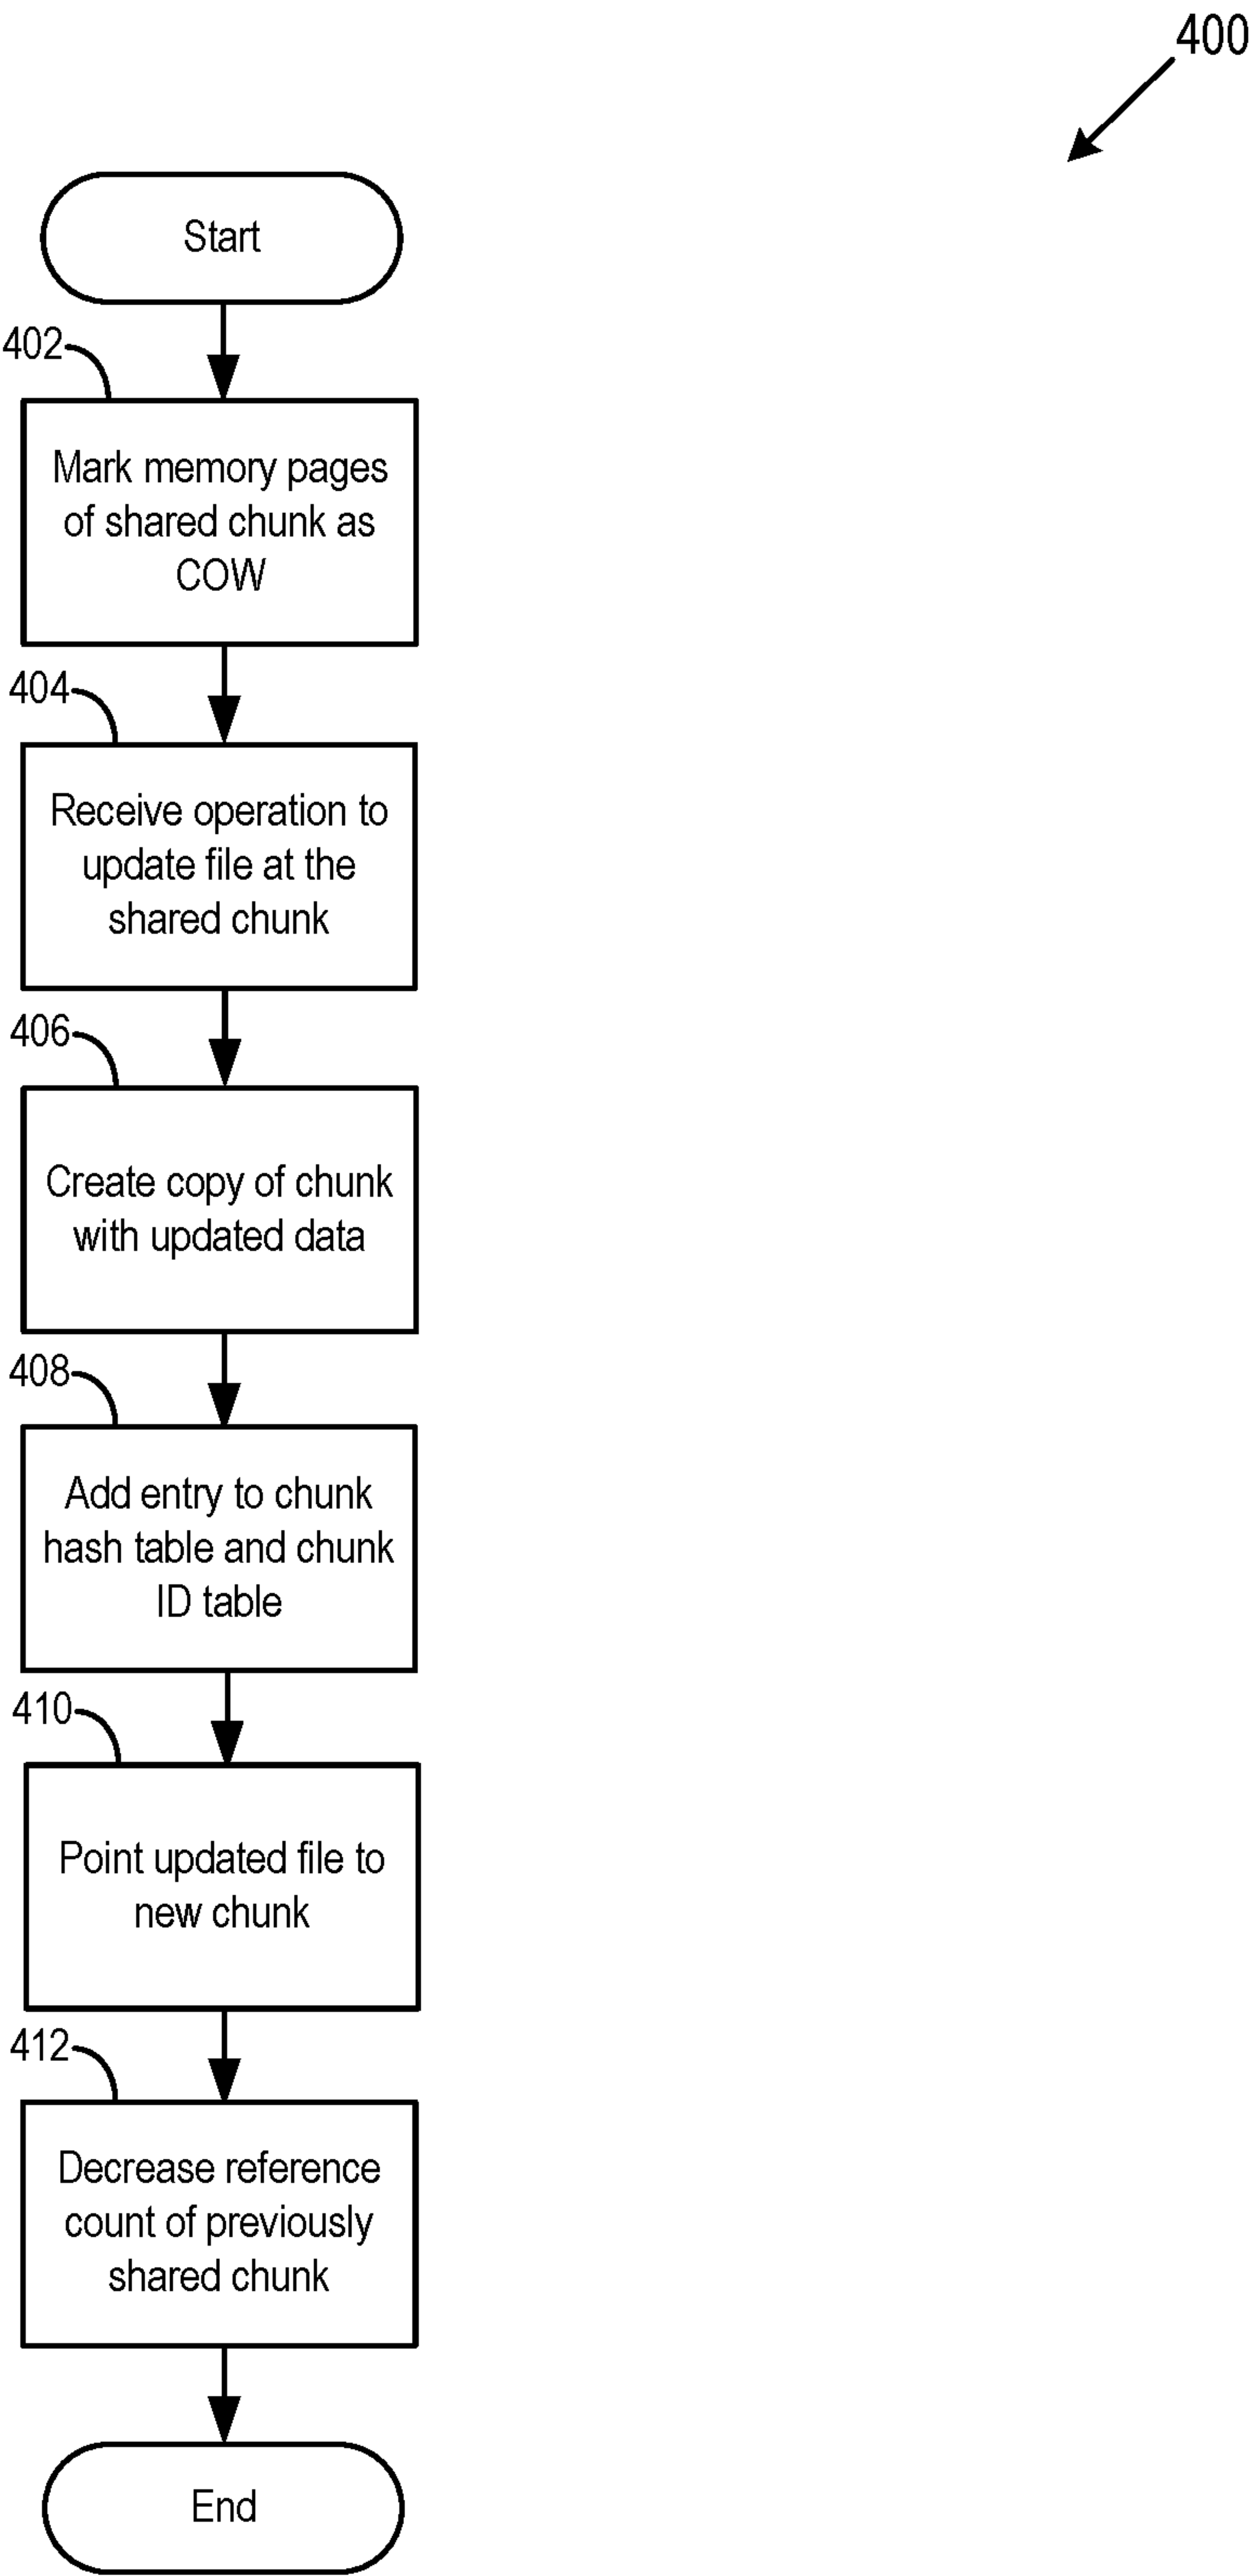 400
Start
402
Mark memory pages
of shared chunk as
COW
404
Receive operation to
update file at the
shared chunk
406
Create copy of chunk
with updated data
408
Add entry to chunk
hash table and chunk
ID table
410
Point updated file to
new chunk
412
Decrease reference
count of previously
shared chunk
End